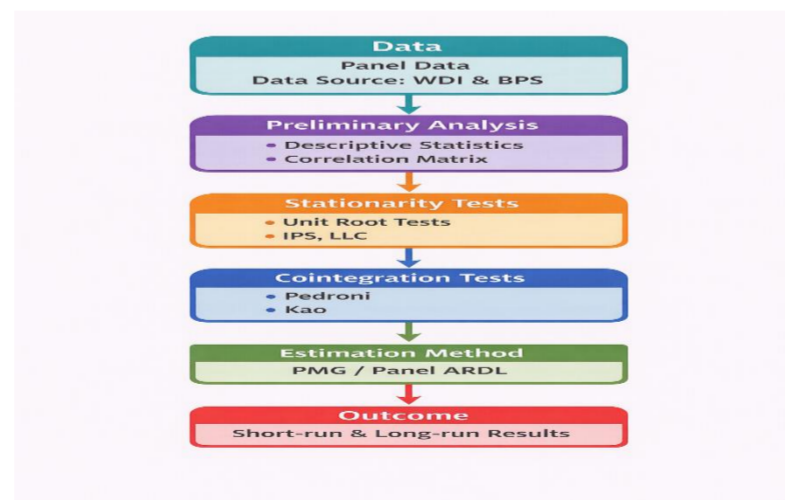 Data
Panel Data
Data Source: WDI & BPS
Preliminary Analysis
• Descriptive Statistics
• Correlation Matrix
Stationarity Tests
• Unit Root Tests
• IPS, LLC
Cointegration Tests
• Pedroni
• Kao
Estimation Method
PMG / Panel ARDL
Outcome
Short-run & Long-run Results